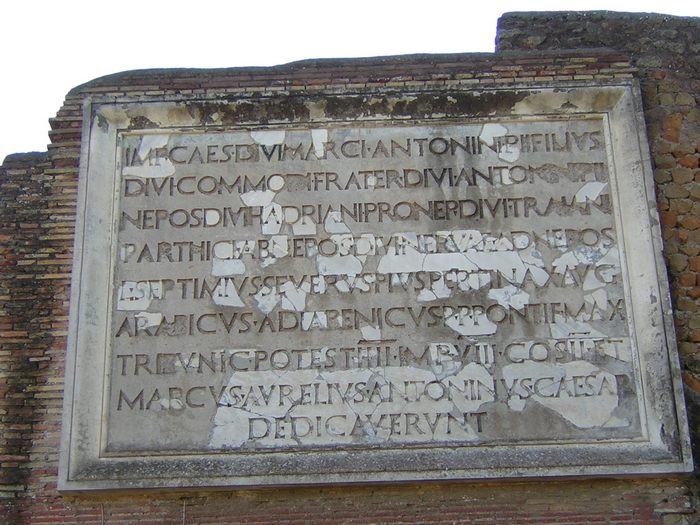 IMP·CAES·DIVI·MARCI·ANTONINI·PII·FILIVS
DIVI·COMMODI·FRATER·DIVI·ANTONINI·PII
NEPOS·DIVI·HADRIANI·PRONEP·DIVI·TRAIANI
PARTHICI·ABNEPOS·DIVI·NERVAE·ADNEPOS
L·SEPTIMIVS·SEVERVS·PIVS·PERTINAX·AVG
ARABICVS·ADIABENICVS·P·P·PONTIF·MAX
TRIBVNIC·POTEST·IIII·IMP·VIII·COS·II·ET
MARCVS·AVRELIVS·ANTONINVS·CAESAR
DEDICAVERVNT